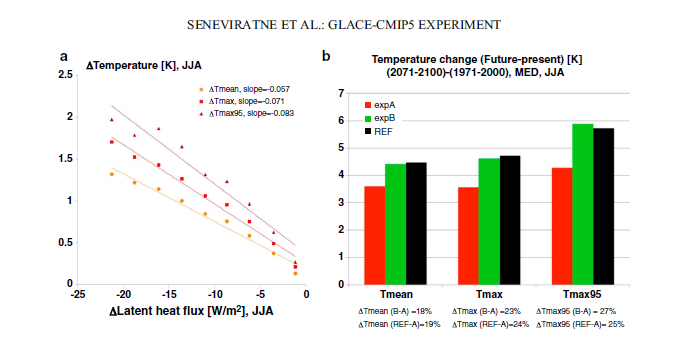 SENEVIRATNE ET AL.: GLACE-CMIP5 EXPERIMENT
a
ΔTemperature [K], JJA
2.5
2
1.5
1
0.5
0
ΔTmean, slope=-0.057
ΔTmax, slope=-0.071
ΔTmax95, slope=-0.083
-25 -20 -15 -10 -5 0
ΔLatent heat flux [W/m²], JJA
b
Temperature change (Future-present) [K]
(2071-2100)-(1971-2000), MED, JJA
7
6
5
4
3
2
1
0
expA
expB
REF
Tmean Tmax Tmax95
ΔTmean (B-A) =18% ΔTmax (B-A) =23% ΔTmax95 (B-A) = 27%
ΔTmean (REF-A)=19% ΔTmax (REF-A)=24% ΔTmax95 (REF-A)= 25%